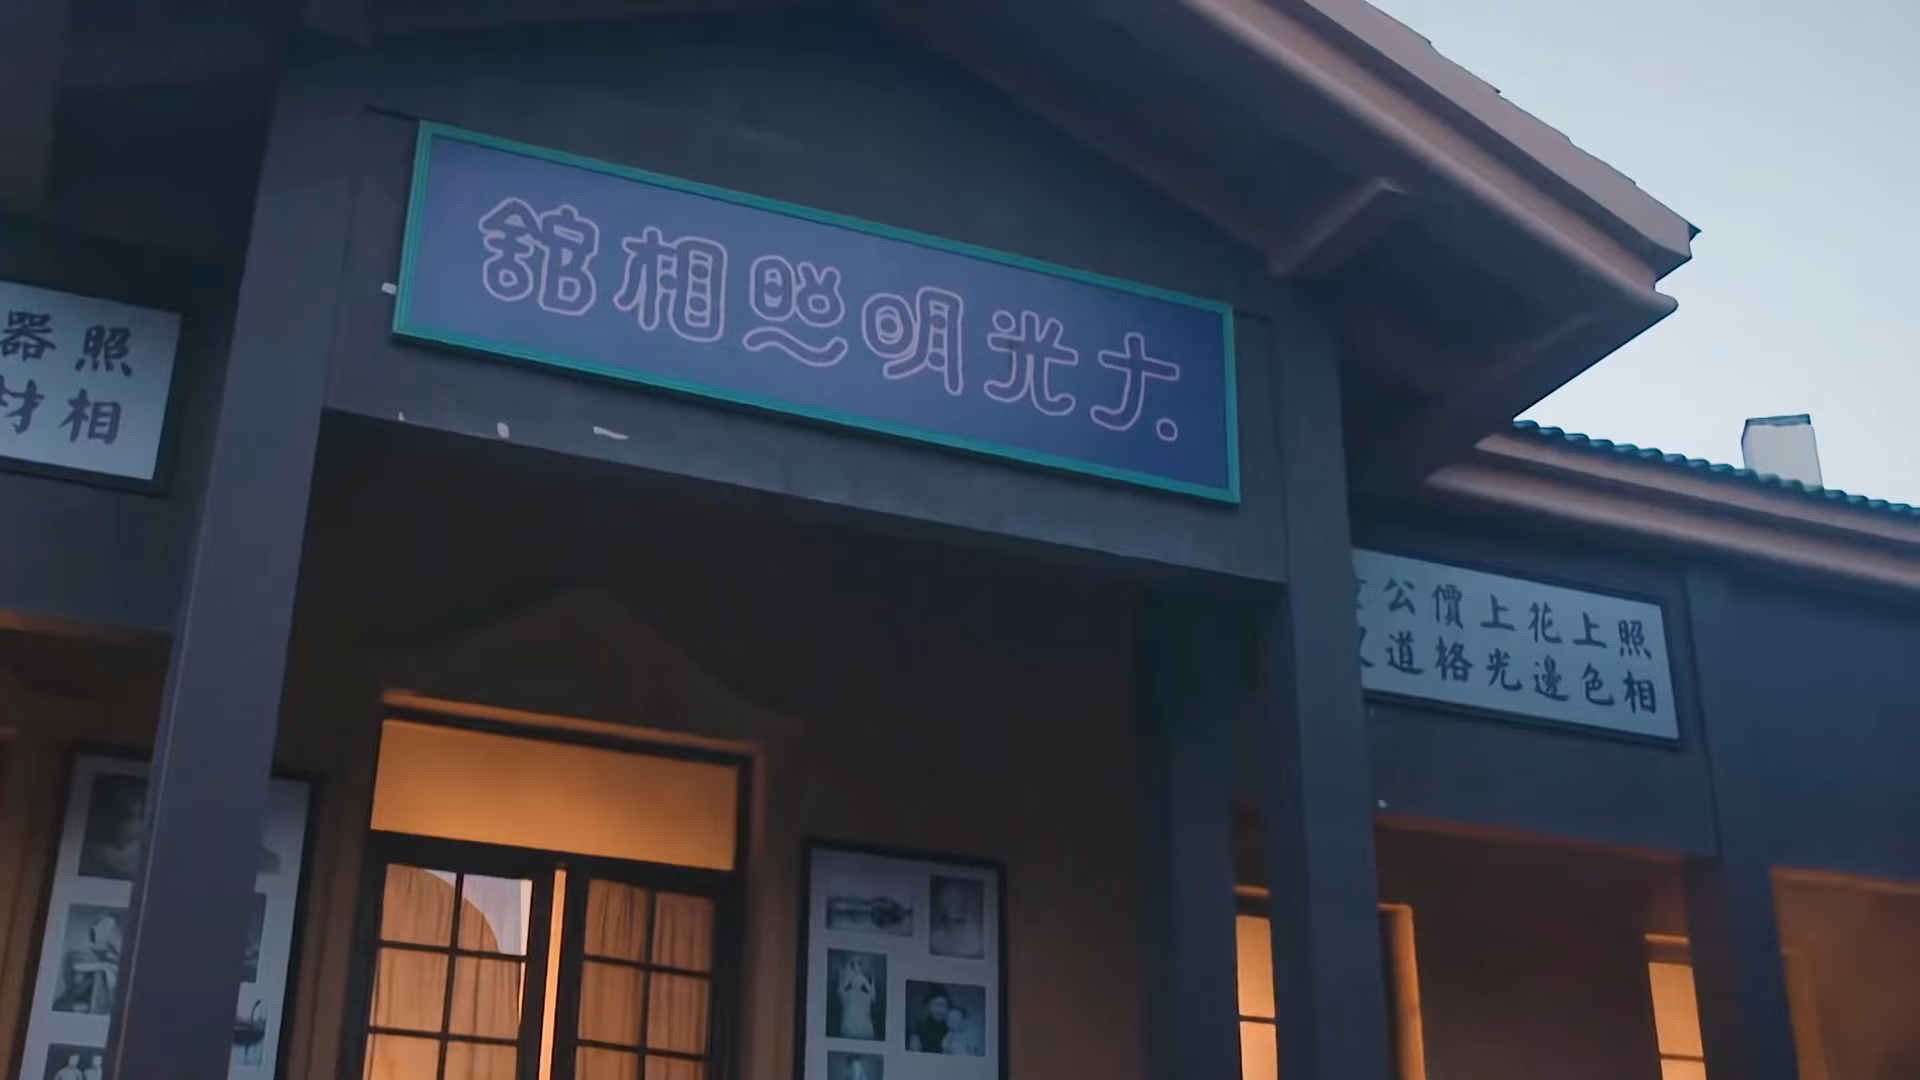 大光明照相館
照相
器材
照相
上色
花邊
上光
價格
公道